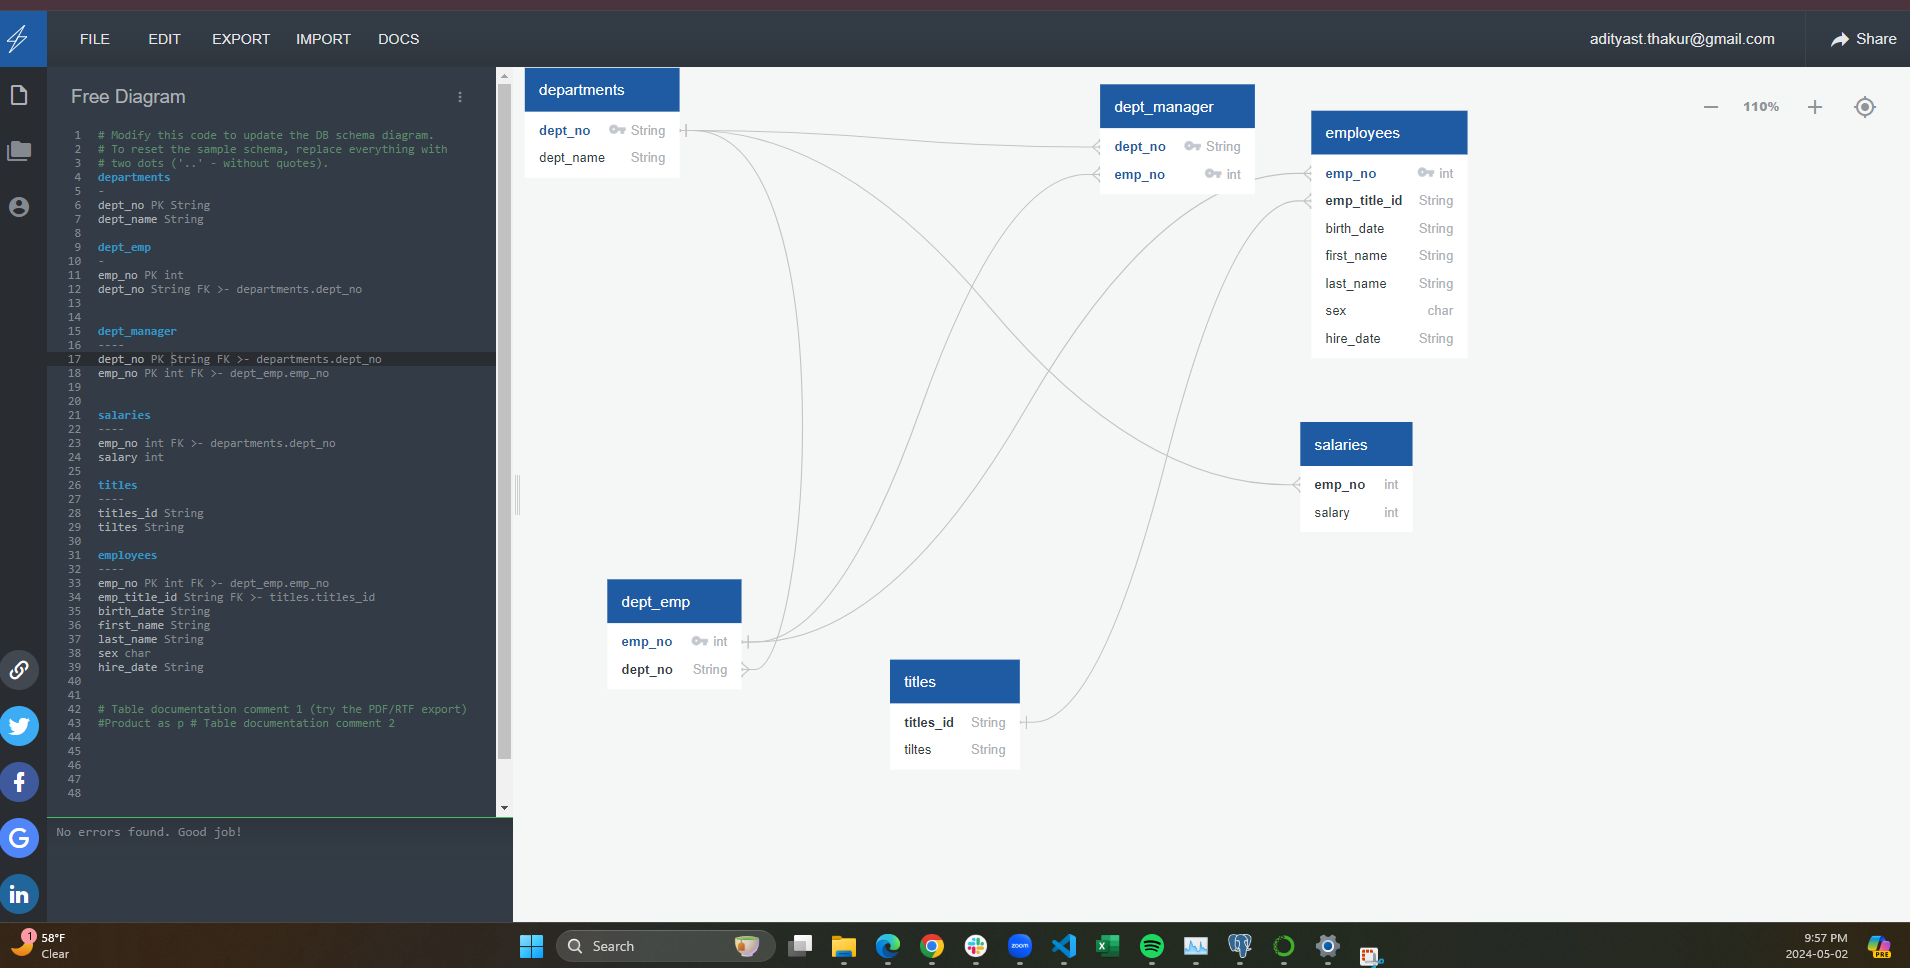 FILE EDIT EXPORT IMPORT DOCS adityast.thakur@gmail.com Share
Free Diagram
1 # Modify this code to update the DB schema diagram.
2 # To reset the sample schema, replace everything with
3 # two dots ('..' - without quotes).
4 departments
5 -
6 dept_no PK String
7 dept_name String
8
9 dept_emp
10 -
11 emp_no PK int
12 dept_no String FK >- departments.dept_no
13
14
15 dept_manager
16 ----
17 dept_no PK String FK >- departments.dept_no
18 emp_no PK int FK >- dept_emp.emp_no
19
20
21 salaries
22 ----
23 emp_no int FK >- departments.dept_no
24 salary int
25
26 titles
27 ----
28 titles_id String
29 tiltes String
30
31 employees
32 ----
33 emp_no PK int FK >- dept_emp.emp_no
34 emp_title_id String FK >- titles.titles_id
35 birth_date String
36 first_name String
37 last_name String
38 sex char
39 hire_date String
40
41
42 # Table documentation comment 1 (try the PDF/RTF export)
43 #Product as p # Table documentation comment 2
44
45
46
47
48
No errors found. Good job!
departments
dept_no String
dept_name String
dept_manager
dept_no String
emp_no int
employees
emp_no int
emp_title_id String
birth_date String
first_name String
last_name String
sex char
hire_date String
110%
salaries
emp_no int
salary int
dept_emp
emp_no int
dept_no String
titles
titles_id String
tiltes String
1
58°F
Clear
Search
zoom
9:57 PM
2024-05-02
PRE